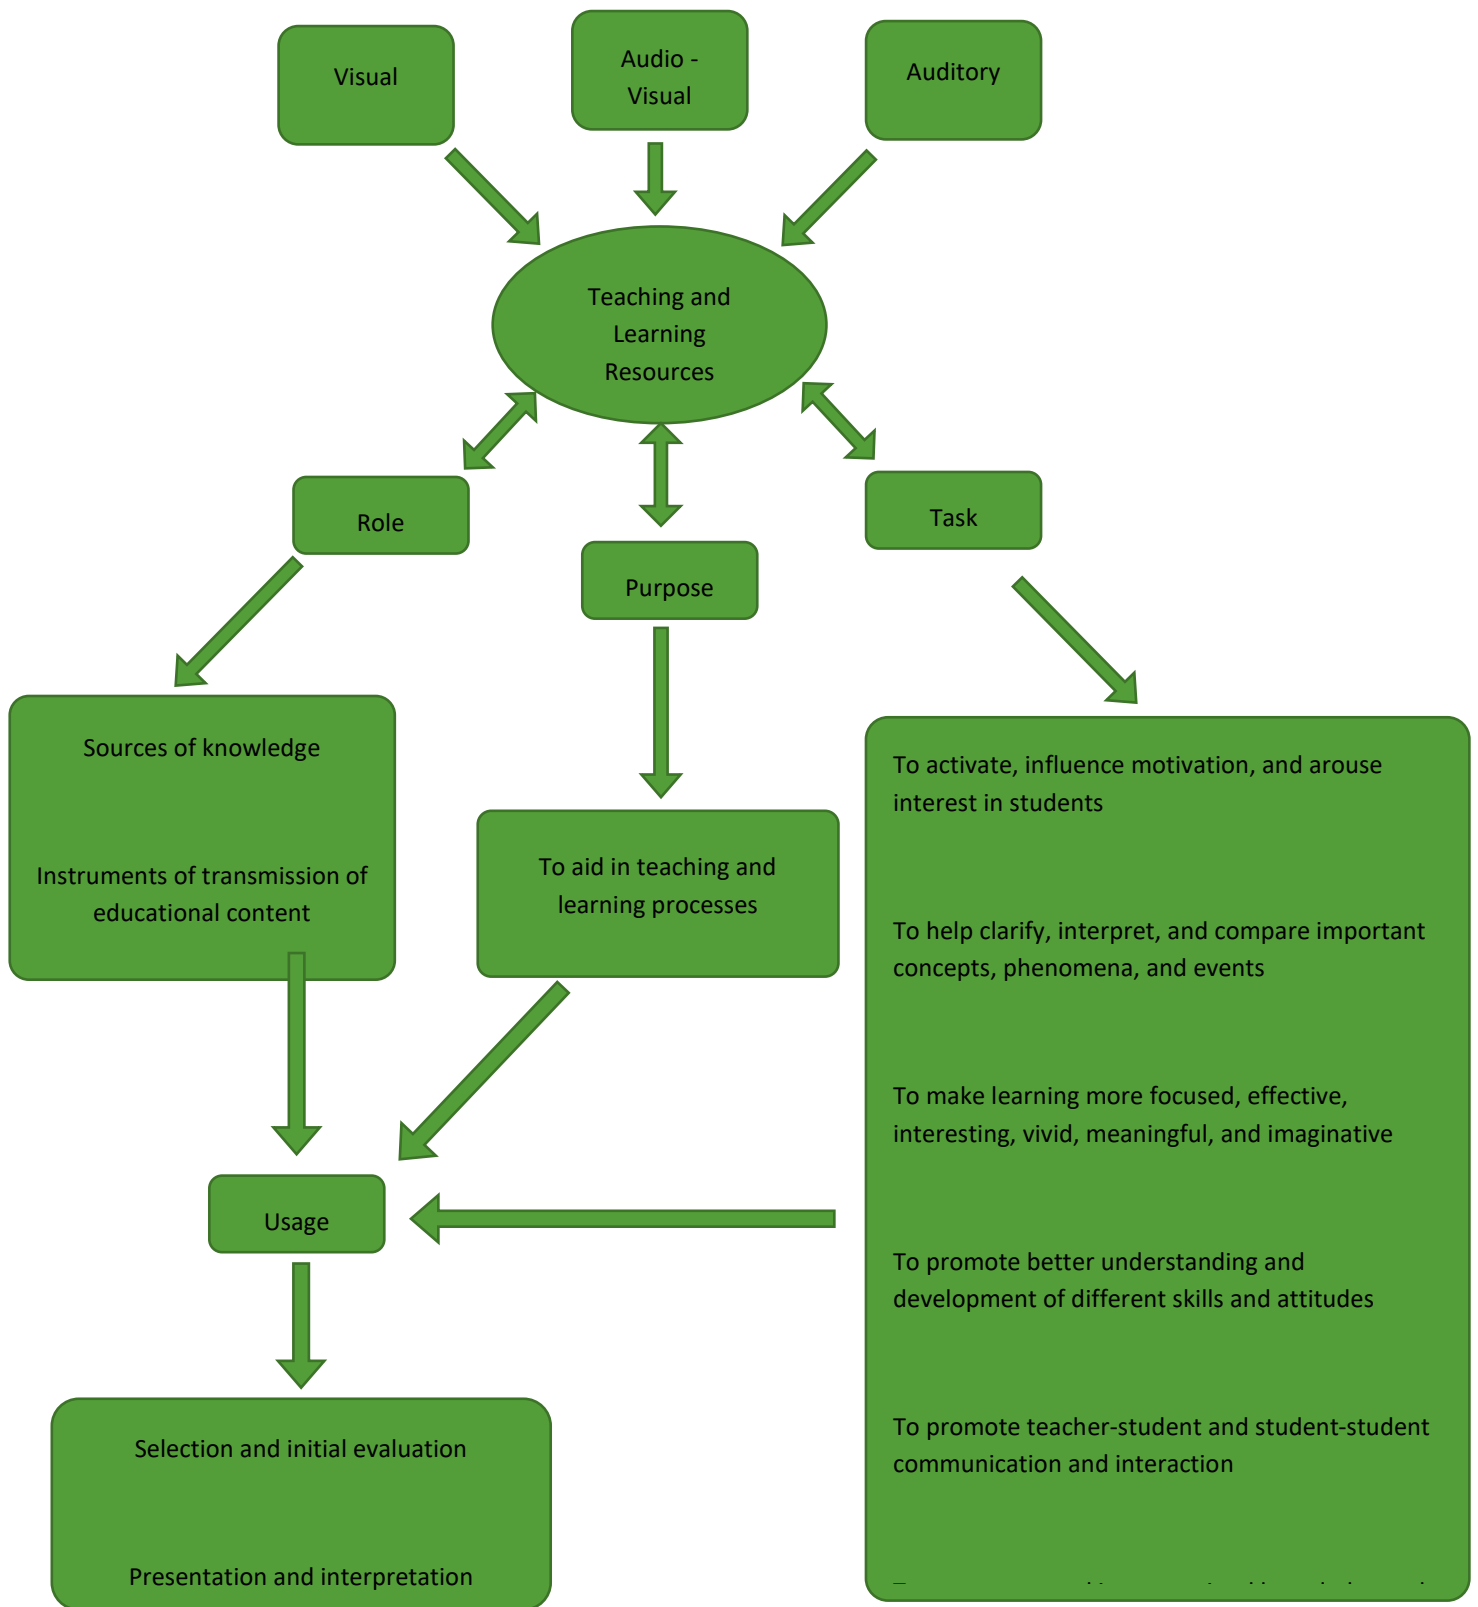 Visual
Audio -
Visual
Auditory
Teaching and
Learning
Resources
Role
Purpose
Task
Sources of knowledge
Instruments of transmission of
educational content
To aid in teaching and
learning processes
To activate, influence motivation, and arouse
interest in students
To help clarify, interpret, and compare important
concepts, phenomena, and events
To make learning more focused, effective,
interesting, vivid, meaningful, and imaginative
To promote better understanding and
development of different skills and attitudes
To promote teacher-student and student-student
communication and interaction
Usage
Selection and initial evaluation
Presentation and interpretation